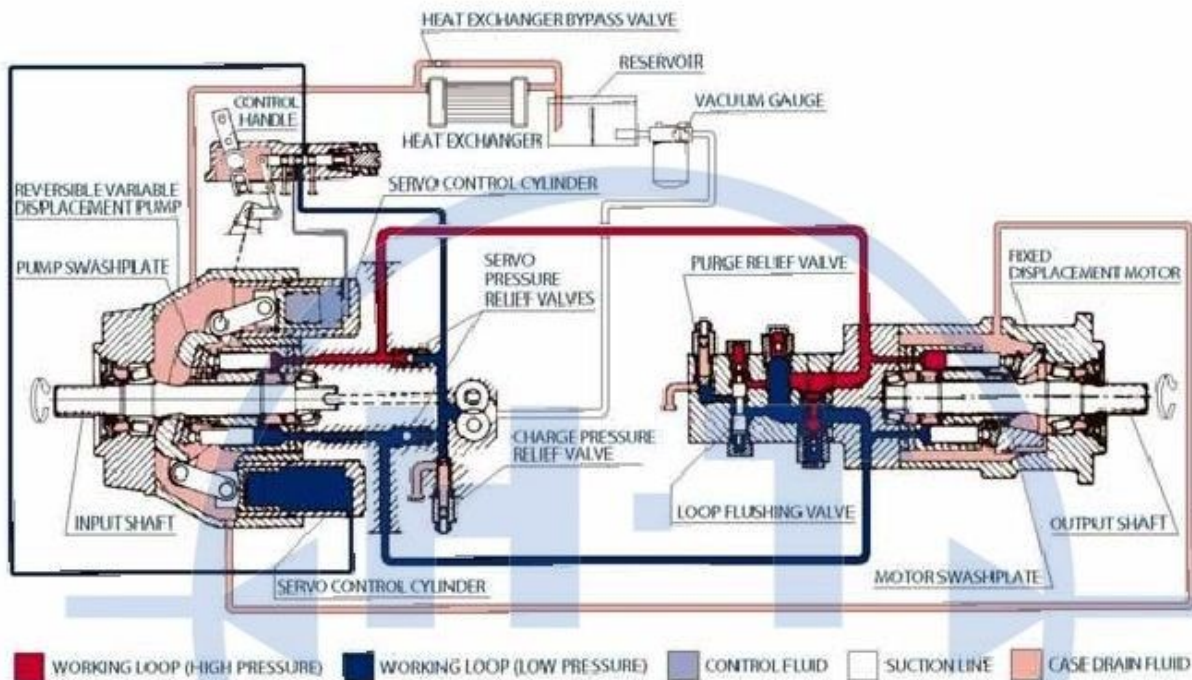 HEAT EXCHANGER BYPASS VALVE
RESERVOIR
VACUUM GAUGE
CONTROL
HANDLE
HEAT EXCHANGER
SERVO CONTROL CYLINDER
REVERSIBLE VARIABLE
DISPLACEMENT PUMP
PUMP SWASHPLATE
SERVO
PRESSURE
RELIEF VALVES
PURGE RELIEF VALVE
FIXED
DISPLACEMENT MOTOR
CHARGE PRESSURE
RELIEF VALVE
INPUT SHAFT
LOOP FLUSHING VALVE
OUTPUT SHAFT
SERVO CONTROL CYLINDER
MOTOR SWASHPLATE
WORKING LOOP (HIGH PRESSURE)
WORKING LOOP (LOW PRESSURE)
CONTROL FLUID
SUCTION LINE
CASE DRAIN FLUID